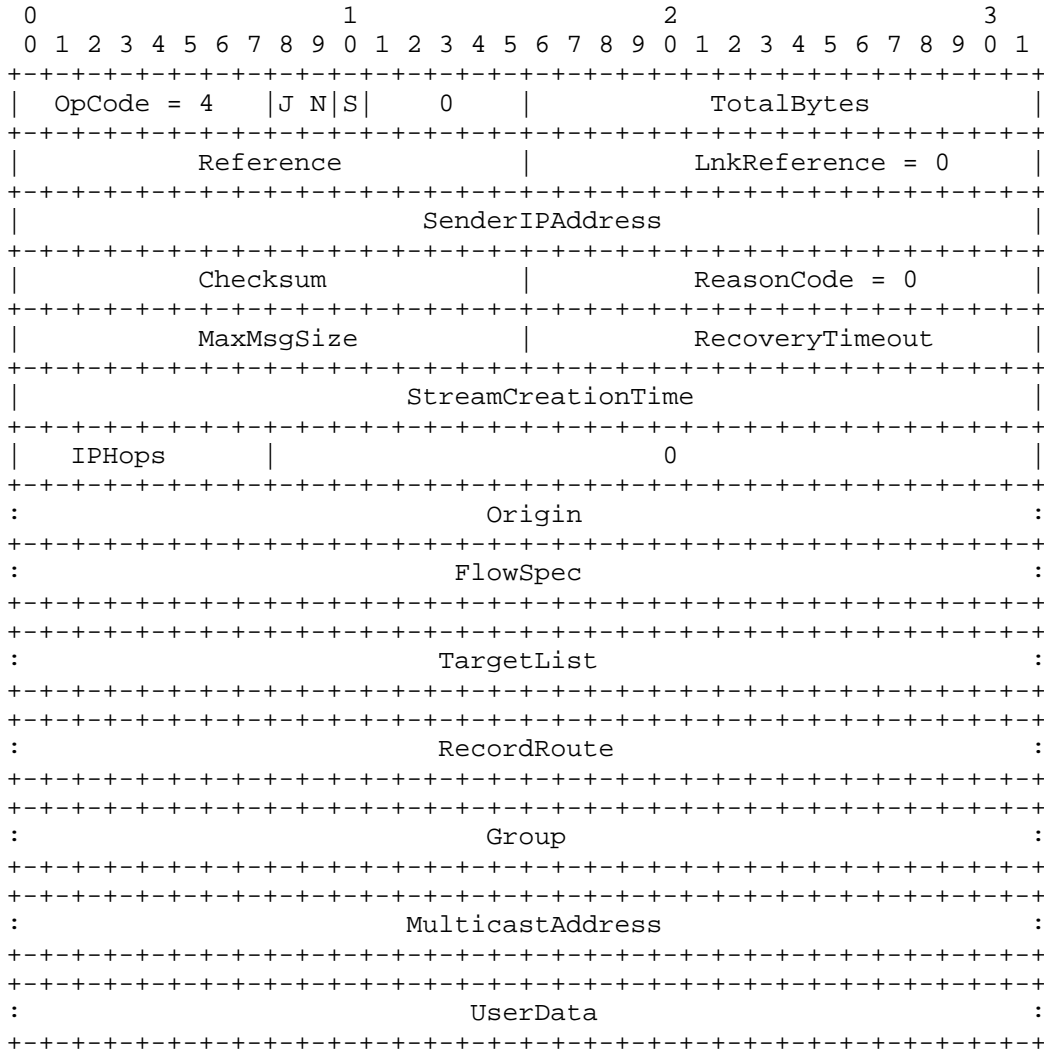 0                   1                   2                   3
 0 1 2 3 4 5 6 7 8 9 0 1 2 3 4 5 6 7 8 9 0 1 2 3 4 5 6 7 8 9 0 1
+-+-+-+-+-+-+-+-+-+-+-+-+-+-+-+-+-+-+-+-+-+-+-+-+-+-+-+-+-+-+-+-+
|  OpCode = 4   |J N|S|    0    |           TotalBytes          |
+-+-+-+-+-+-+-+-+-+-+-+-+-+-+-+-+-+-+-+-+-+-+-+-+-+-+-+-+-+-+-+-+
|           Reference           |          LnkReference = 0     |
+-+-+-+-+-+-+-+-+-+-+-+-+-+-+-+-+-+-+-+-+-+-+-+-+-+-+-+-+-+-+-+-+
|                         SenderIPAddress                       |
+-+-+-+-+-+-+-+-+-+-+-+-+-+-+-+-+-+-+-+-+-+-+-+-+-+-+-+-+-+-+-+-+
|           Checksum            |          ReasonCode = 0       |
+-+-+-+-+-+-+-+-+-+-+-+-+-+-+-+-+-+-+-+-+-+-+-+-+-+-+-+-+-+-+-+-+
|           MaxMsgSize          |          RecoveryTimeout      |
+-+-+-+-+-+-+-+-+-+-+-+-+-+-+-+-+-+-+-+-+-+-+-+-+-+-+-+-+-+-+-+-+
|                        StreamCreationTime                     |
+-+-+-+-+-+-+-+-+-+-+-+-+-+-+-+-+-+-+-+-+-+-+-+-+-+-+-+-+-+-+-+-+
|   IPHops      |                        0                      |
+-+-+-+-+-+-+-+-+-+-+-+-+-+-+-+-+-+-+-+-+-+-+-+-+-+-+-+-+-+-+-+-+
:                             Origin                            :
+-+-+-+-+-+-+-+-+-+-+-+-+-+-+-+-+-+-+-+-+-+-+-+-+-+-+-+-+-+-+-+-+
:                           FlowSpec                            :
+-+-+-+-+-+-+-+-+-+-+-+-+-+-+-+-+-+-+-+-+-+-+-+-+-+-+-+-+-+-+-+-+
+-+-+-+-+-+-+-+-+-+-+-+-+-+-+-+-+-+-+-+-+-+-+-+-+-+-+-+-+-+-+-+-+
:                          TargetList                           :
+-+-+-+-+-+-+-+-+-+-+-+-+-+-+-+-+-+-+-+-+-+-+-+-+-+-+-+-+-+-+-+-+
+-+-+-+-+-+-+-+-+-+-+-+-+-+-+-+-+-+-+-+-+-+-+-+-+-+-+-+-+-+-+-+-+
:                          RecordRoute                          :
+-+-+-+-+-+-+-+-+-+-+-+-+-+-+-+-+-+-+-+-+-+-+-+-+-+-+-+-+-+-+-+-+
+-+-+-+-+-+-+-+-+-+-+-+-+-+-+-+-+-+-+-+-+-+-+-+-+-+-+-+-+-+-+-+-+
:                             Group                             :
+-+-+-+-+-+-+-+-+-+-+-+-+-+-+-+-+-+-+-+-+-+-+-+-+-+-+-+-+-+-+-+-+
+-+-+-+-+-+-+-+-+-+-+-+-+-+-+-+-+-+-+-+-+-+-+-+-+-+-+-+-+-+-+-+-+
:                        MulticastAddress                       :
+-+-+-+-+-+-+-+-+-+-+-+-+-+-+-+-+-+-+-+-+-+-+-+-+-+-+-+-+-+-+-+-+
+-+-+-+-+-+-+-+-+-+-+-+-+-+-+-+-+-+-+-+-+-+-+-+-+-+-+-+-+-+-+-+-+
:                            UserData                           :
+-+-+-+-+-+-+-+-+-+-+-+-+-+-+-+-+-+-+-+-+-+-+-+-+-+-+-+-+-+-+-+-+